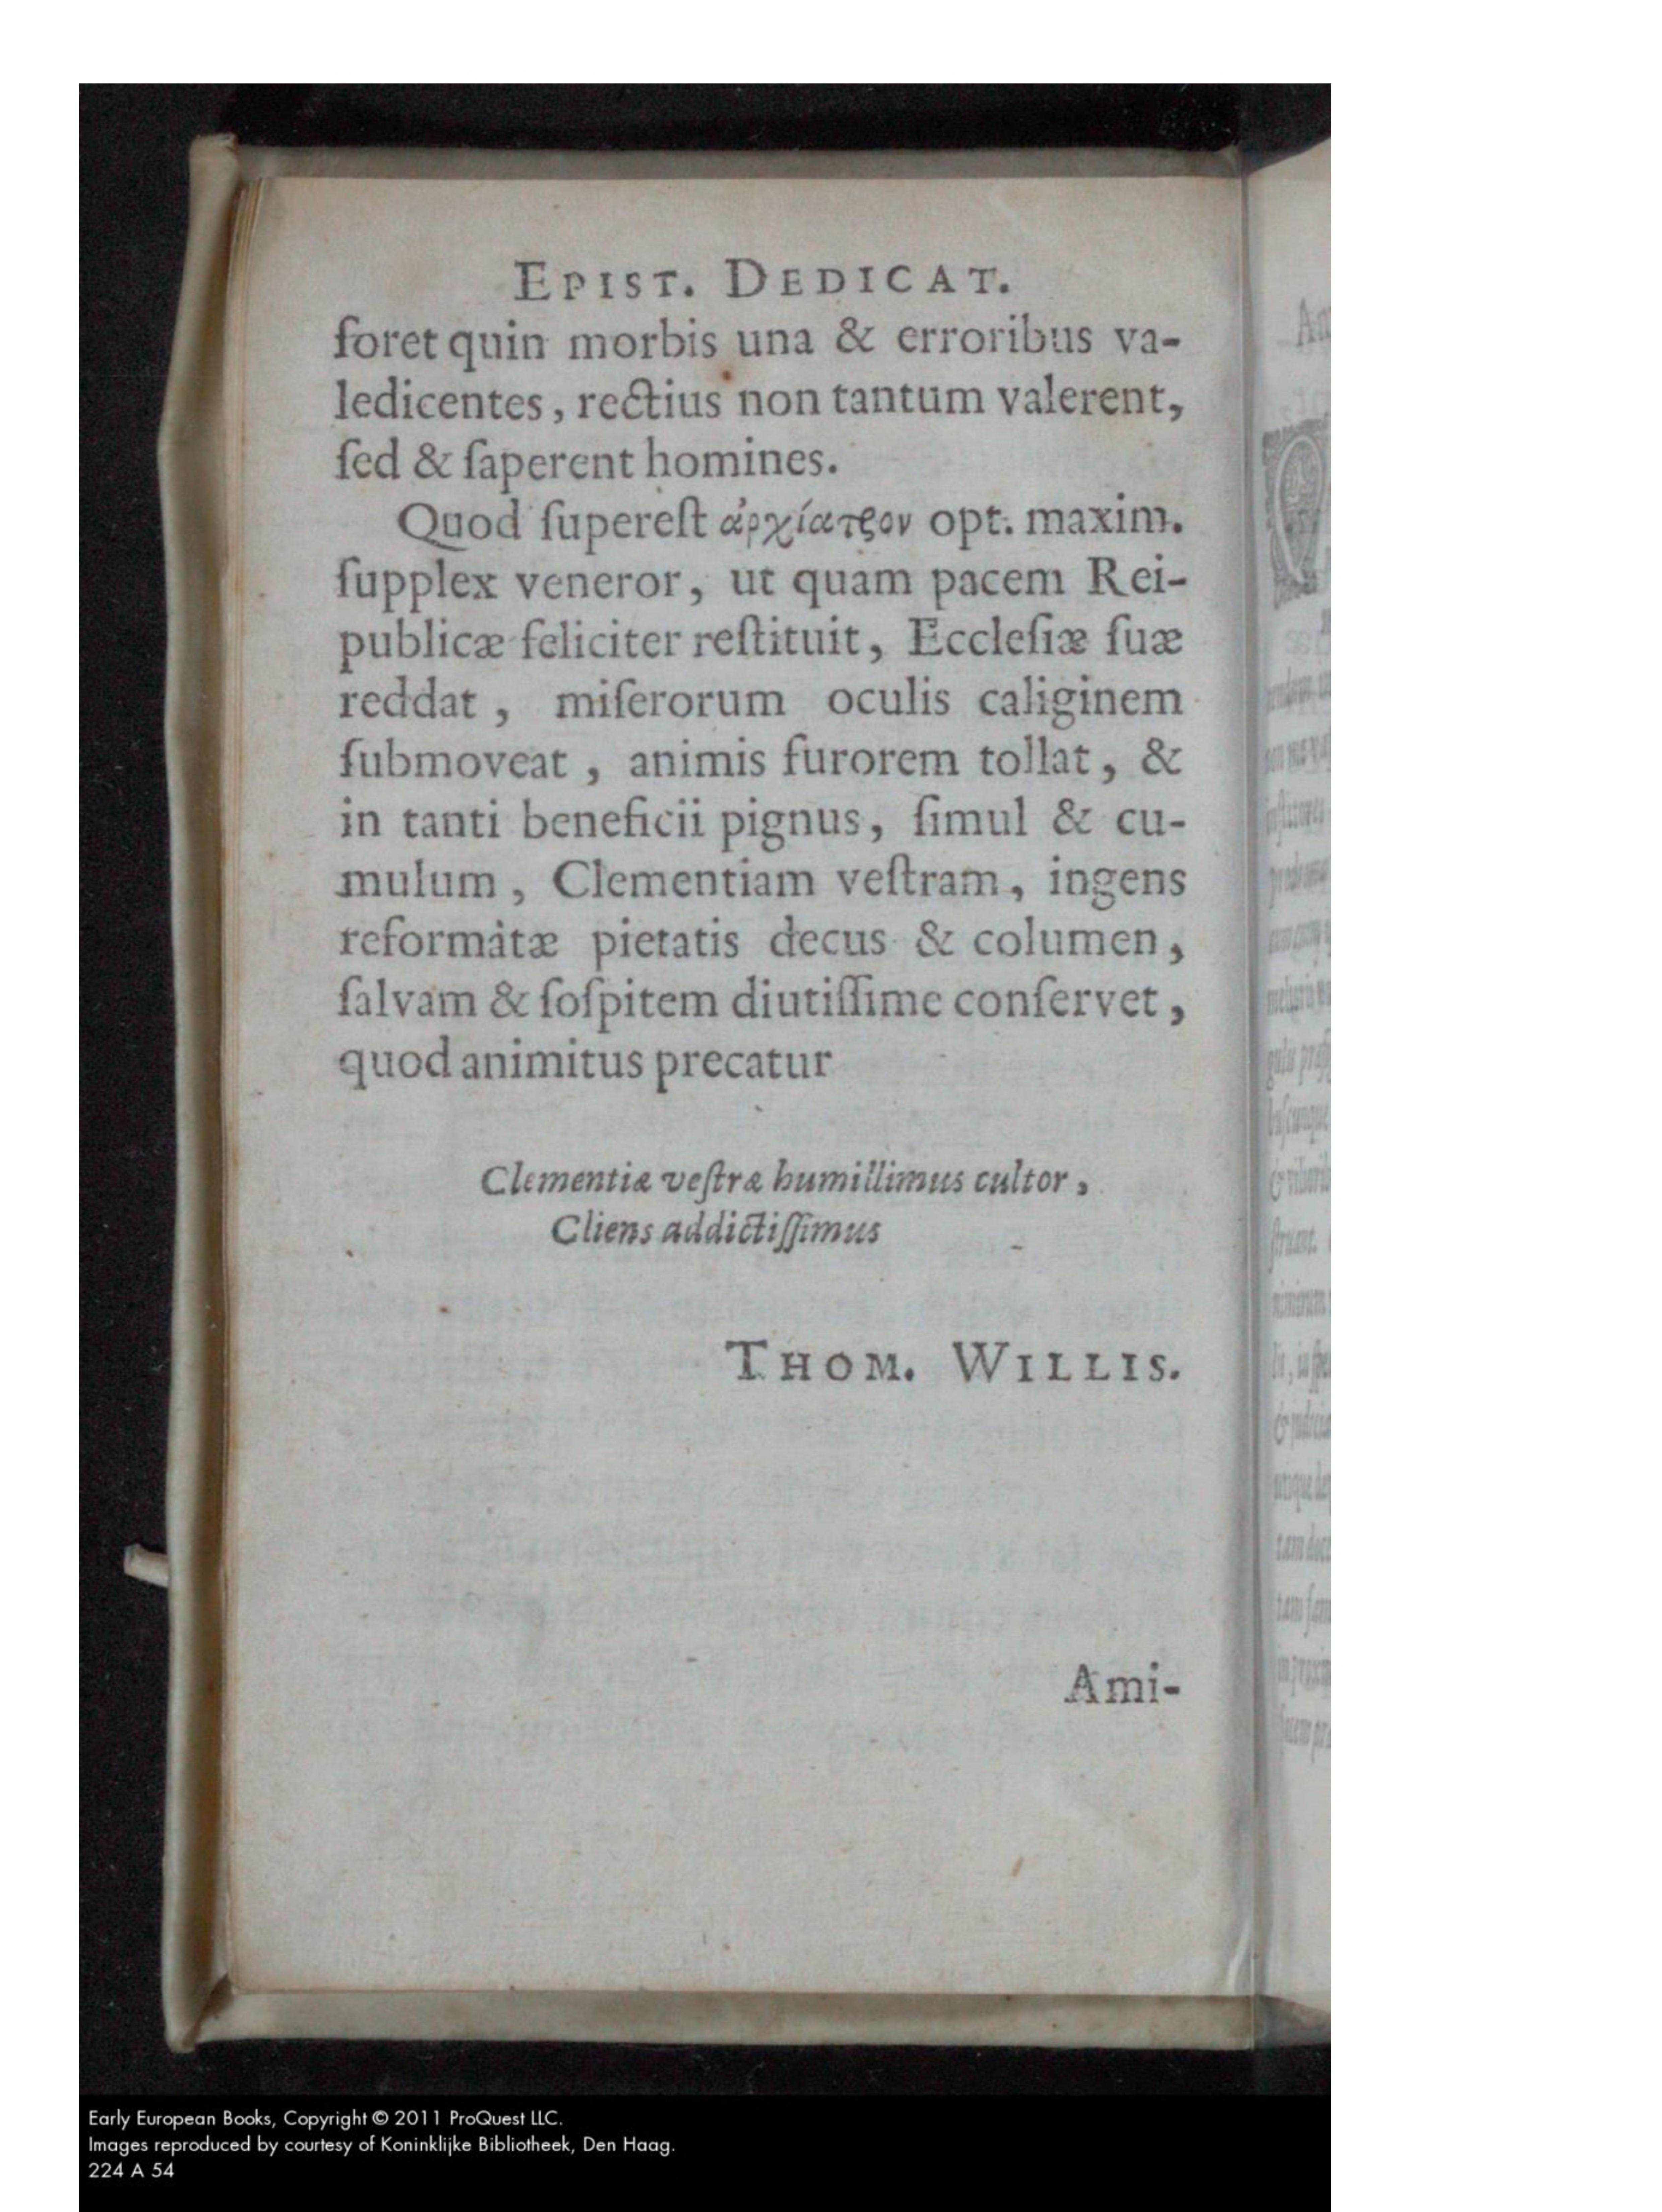 EPIST. DEDICAT.
foret quin morbis una & erroribus va-
ledicentes, rectius non tantum valerent,
ſed & ſaperent homines.
Quod ſupereſt ἀρχίατρον opt. maxim.
ſupplex veneror, ut quam pacem Rei-
publicæ feliciter reſtituit, Eccleſiæ ſuæ
reddat, miſerorum oculis caliginem
ſubmoveat, animis furorem tollat, &
in tanti beneficii pignus, ſimul & cu-
mulum, Clementiam veſtram, ingens
reformàtæ pietatis decus & columen,
ſalvam & ſoſpitem diutiſſime conſervet,
quod animitus precatur
Clementiæ veſtræ humillimus cultor,
Cliens addictiſſimus
THOM. WILLIS.
Ami-
Early European Books, Copyright © 2011 ProQuest LLC.
Images reproduced by courtesy of Koninklijke Bibliotheek, Den Haag.
224 A 54